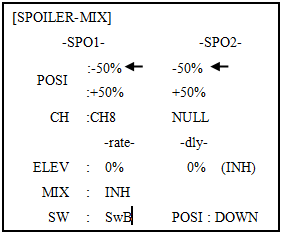 [SPOILER-MIX]
-SPO1- -SPO2-
:-50% -50%
POSI
:+50% +50%
CH :CH8 NULL
-rate- -dly-
ELEV : 0% 0% (INH)
MIX : INH
SW : SwB POSI : DOWN